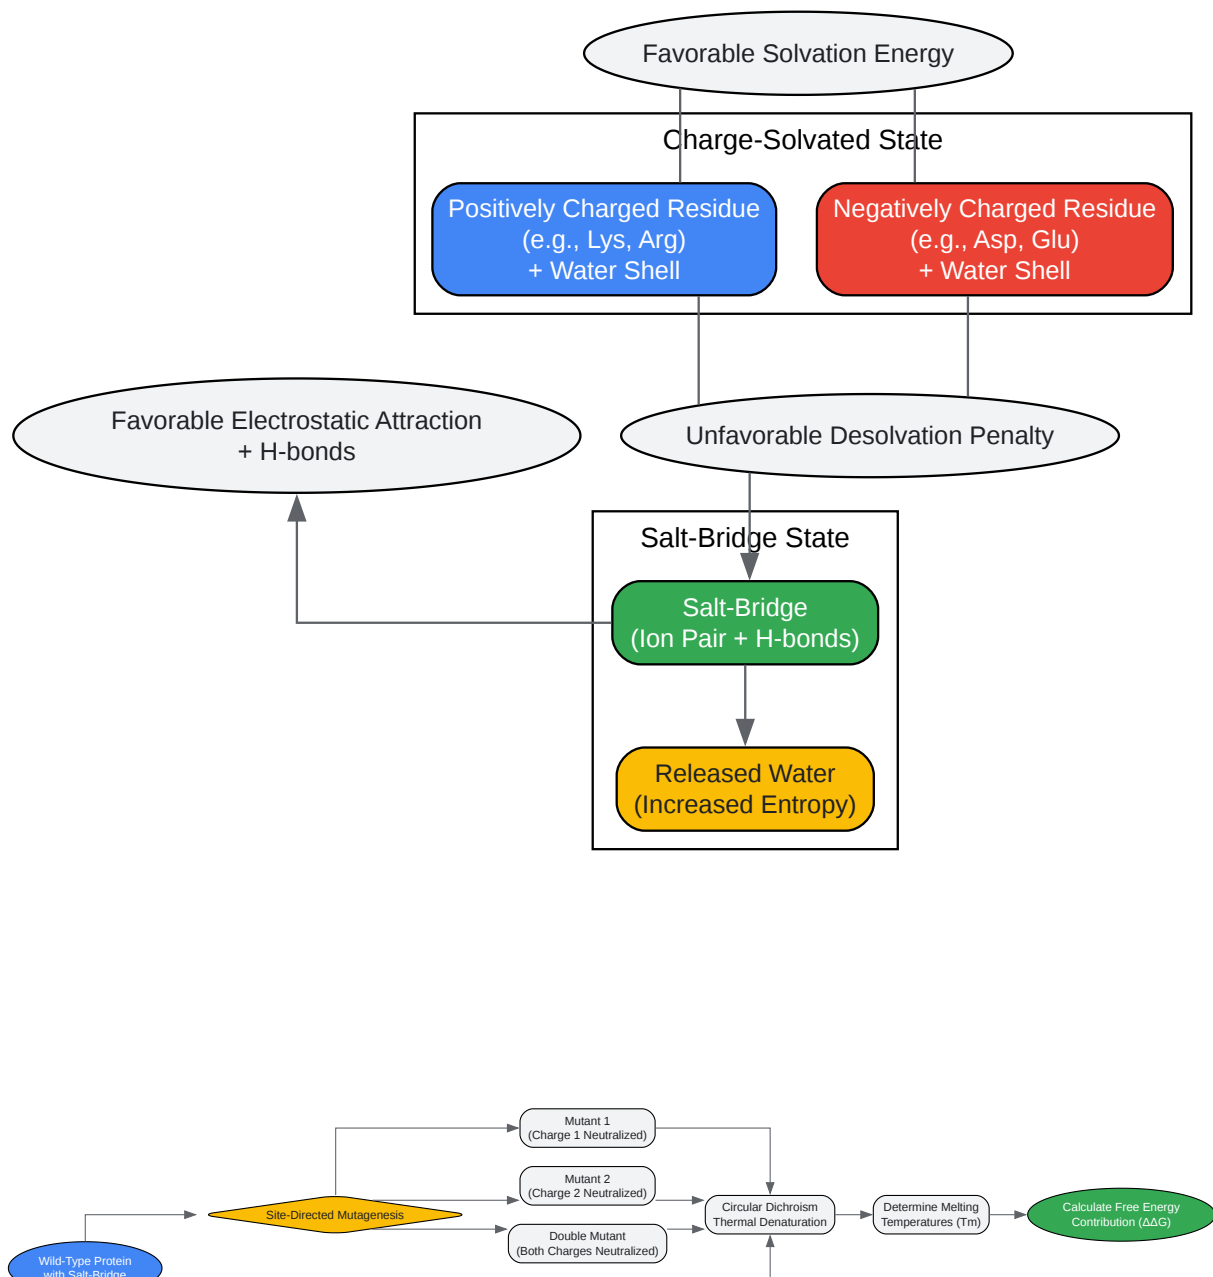 Favorable Solvation Energy
Charge-Solvated State
Positively Charged Residue
(e.g., Lys, Arg)
+ Water Shell
Negatively Charged Residue
(e.g., Asp, Glu)
+ Water Shell
Favorable Electrostatic Attraction
+ H-bonds
Unfavorable Desolvation Penalty
Salt-Bridge State
Salt-Bridge
(Ion Pair + H-bonds)
Released Water
(Increased Entropy)
Mutant 1
(Charge 1 Neutralized)
Mutant 2
(Charge 2 Neutralized)
Site-Directed Mutagenesis
Double Mutant
(Both Charges Neutralized)
Circular Dichroism
Thermal Denaturation
Determine Melting
Temperatures (Tm)
Calculate Free Energy
Contribution (ΔΔG)
Wild-Type Protein
with Salt-Bridge